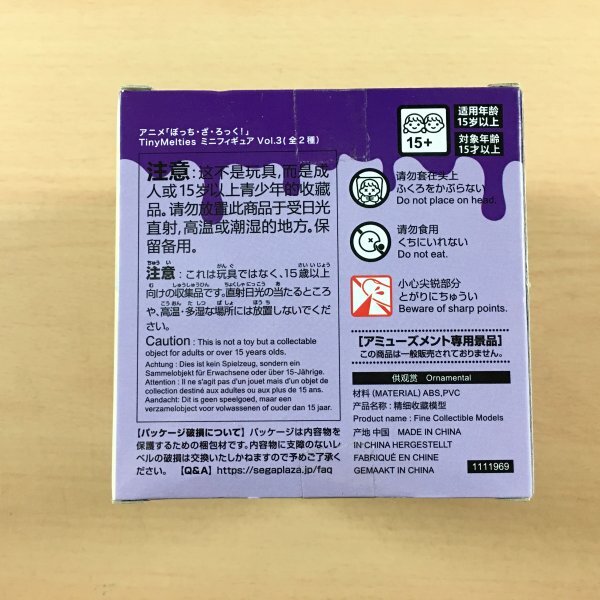 アニメ「ぼっち・ざ・ろっく!」
TinyMelties ミニフィギュア Vol.3(全2種)
注意:这不是玩具,而是成
人或15岁以上青少年的收藏
品。请勿放置此商品于受日光
直射,高温或潮湿的地方。保
留备用。
注意:これは玩具ではなく、15歳以上
向けの収集品です。直射日光の当たるところ
や、高温・多湿な場所には放置しないでくだ
さい。
Caution : This is not a toy but a collectable
object for adults or over 15 years olds.
Achtung : Dies ist kein Spielzeug, sondern ein
Sammelobjekt für Erwachsene oder über 15-Jährige.
Attention : Il ne s'agit pas d'un jouet mais d'un objet de
collection destiné aux adultes ou aux plus de 15 ans.
Aandacht: Dit is geen speelgoed, maar een
verzamelobject voor volwassenen of ouder dan 15 jaar.
【パッケージ破損について】パッケージは内容物を
保護するための梱包材です。内容物に支障のないレ
ベルの破損は交換いたしかねますので予めご了承く
ださい。 【Q&A】https://segaplaza.jp/faq
15+
适用年龄
15岁以上
対象年齢
15才以上
请勿套在头上
ふくろをかぶらない
Do not place on head.
请勿食用
くちにいれない
Do not eat.
小心尖锐部分
とがりにちゅうい
Beware of sharp points.
【アミューズメント専用景品】
この商品は一般販売されておりません。
供观赏 Ornamental
材料(MATERIAL) ABS,PVC
产品名称:精细收藏模型
Product name : Fine Collectible Models
产地 中国 MADE IN CHINA
IN CHINA HERGESTELLT
FABRIQUÉ EN CHINE
GEMAAKT IN CHINA
1111969